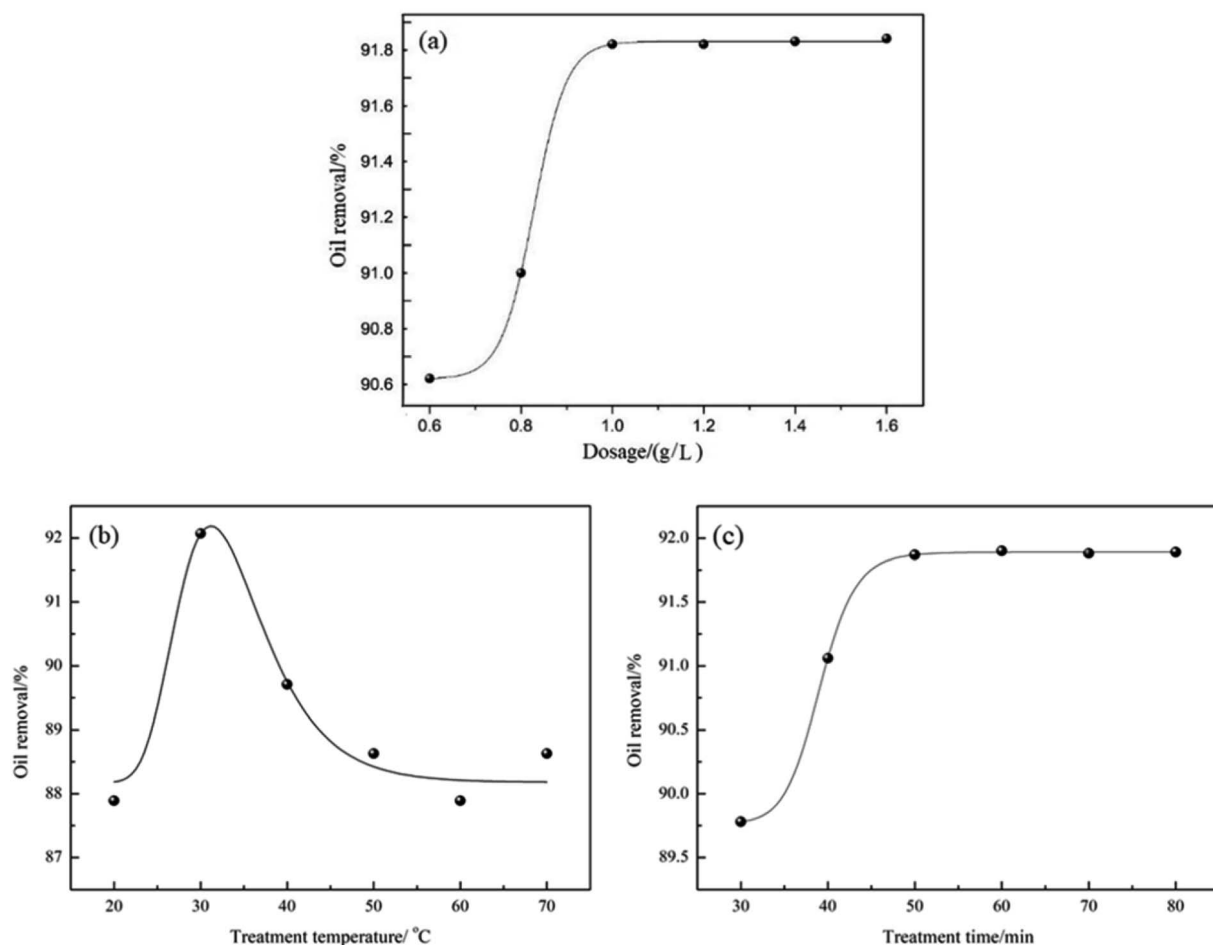 (a)
Oil removal/%
91.8
91.6
91.4
91.2
91.0
90.8
90.6
0.6 0.8 1.0 1.2 1.4 1.6
Dosage/(g/L)
(b)
Oil removal/%
92
91
90
89
88
87
20 30 40 50 60 70
Treatment temperature/ °C
(c)
Oil removal/%
92.0
91.5
91.0
90.5
90.0
89.5
30 40 50 60 70 80
Treatment time/min